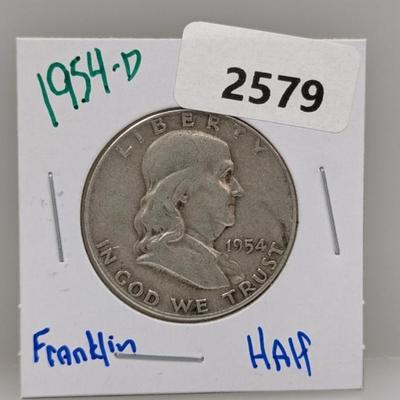 1954-D
2579
LIBERTY
1954
IN GOD WE TRUST
Franklin HAlf